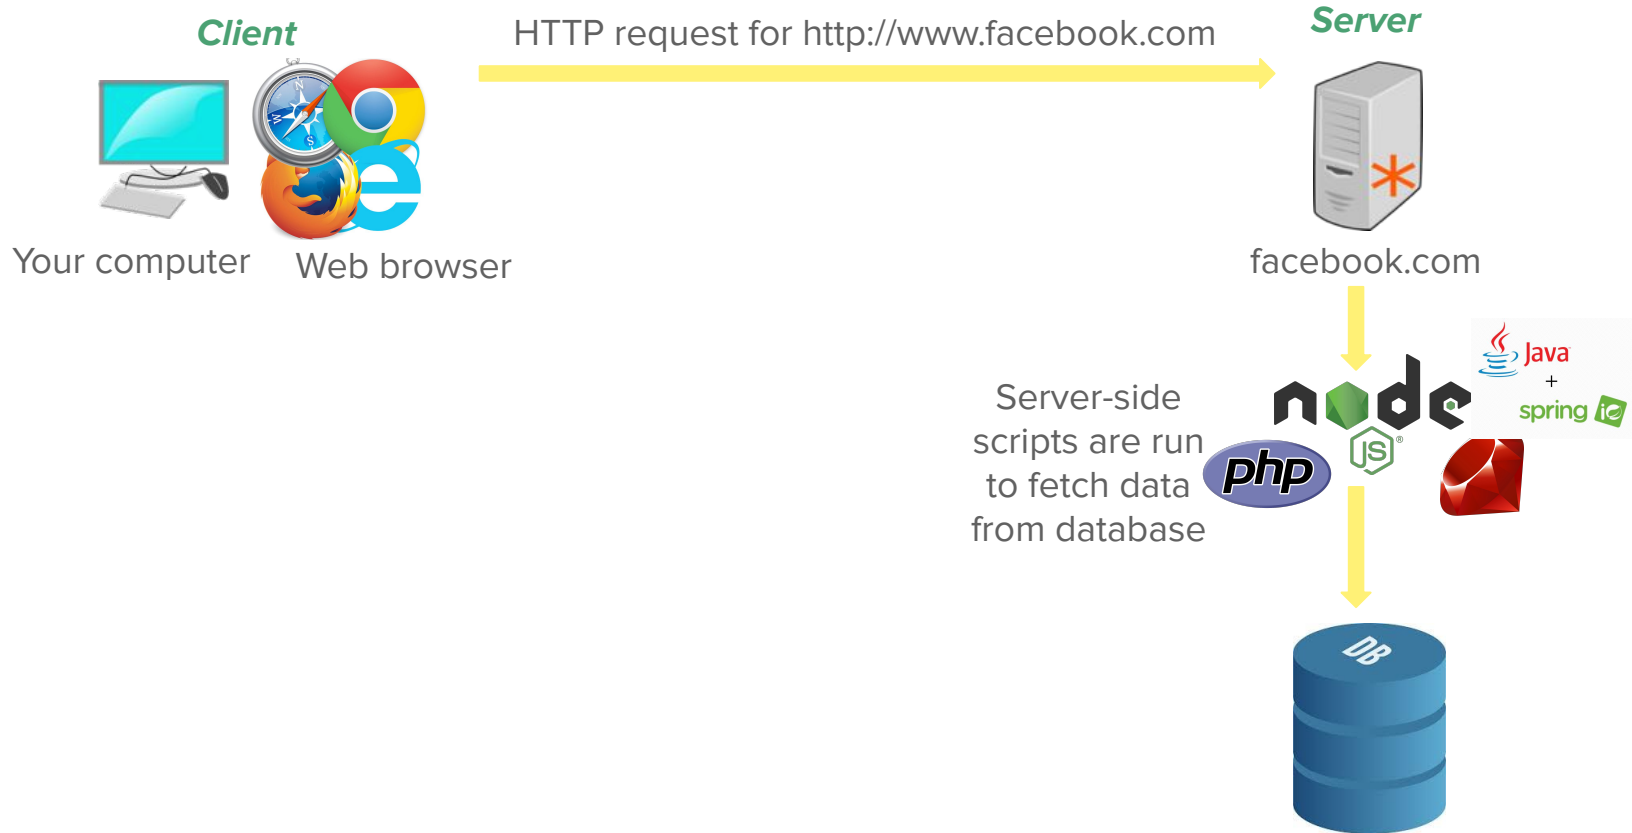 Client
HTTP request for http://www.facebook.com
Server
N
W
S
Your computer
Web browser
facebook.com
Server-side
scripts are run
to fetch data
from database
node
JS®
php
Java
+
spring
DB